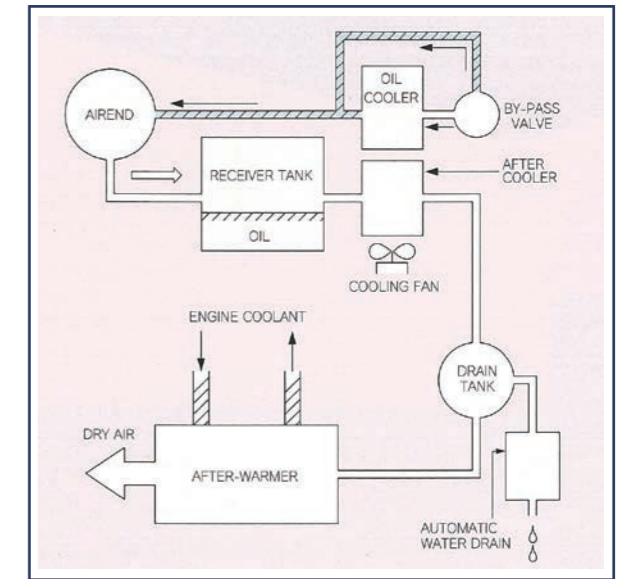 OIL
COOLER
AIREND
BY-PASS
VALVE
AFTER
COOLER
RECEIVER TANK
OIL
COOLING FAN
ENGINE COOLANT
DRAIN
TANK
DRY AIR
AFTER-WARMER
AUTOMATIC
WATER DRAIN